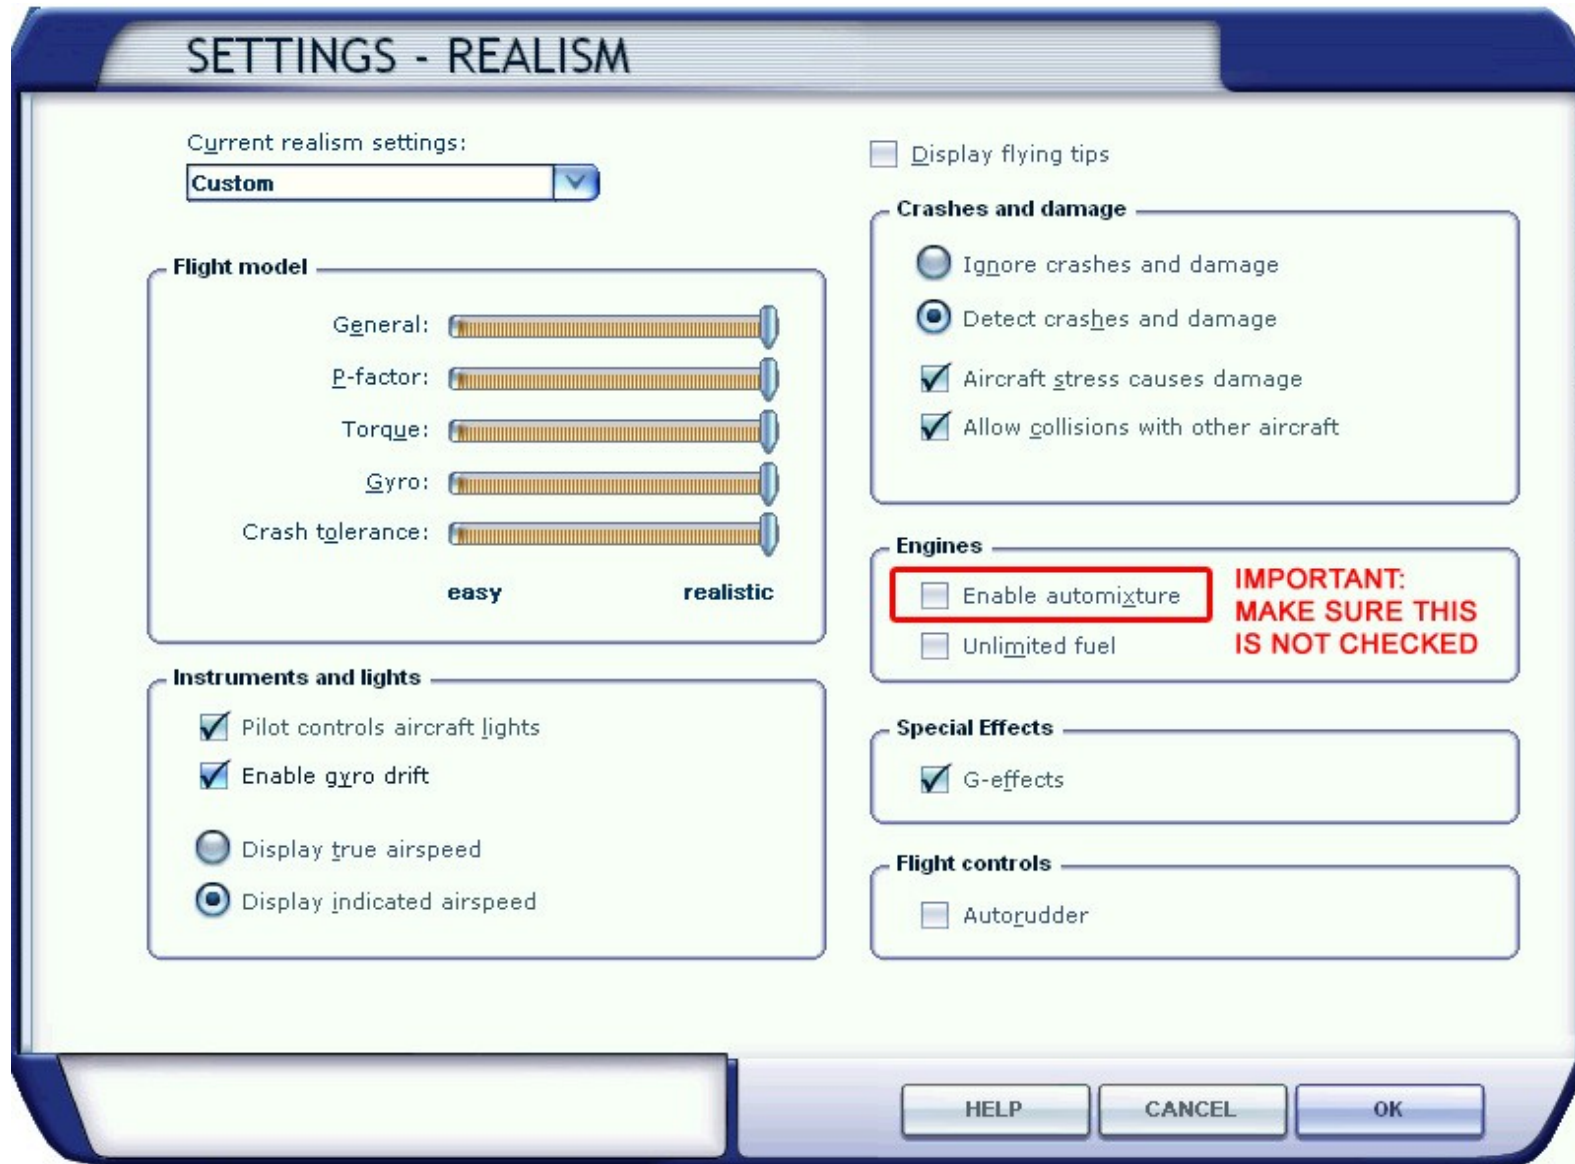 SETTINGS - REALISM
Current realism settings:
Custom
Flight model
General:
P-factor:
Torque:
Gyro:
Crash tolerance:
easy realistic
Instruments and lights
Pilot controls aircraft lights
Enable gyro drift
Display true airspeed
Display indicated airspeed
Display flying tips
Crashes and damage
Ignore crashes and damage
Detect crashes and damage
Aircraft stress causes damage
Allow collisions with other aircraft
Engines
Enable automixture
Unlimited fuel
IMPORTANT:
MAKE SURE THIS
IS NOT CHECKED
Special Effects
G-effects
Flight controls
Autorudder
HELP CANCEL OK